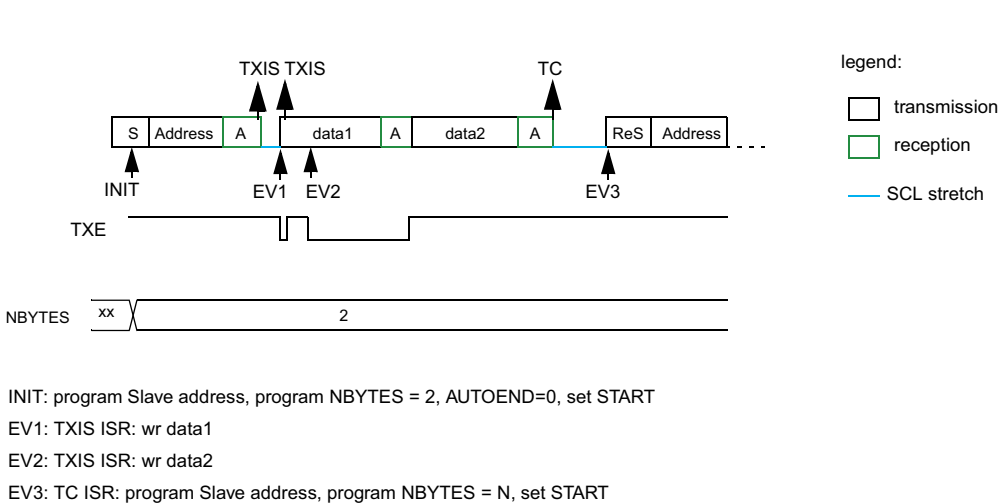 legend:
TXIS TXIS TC
S Address A data1 A data2 A ReS Address
transmission
reception
SCL stretch
INIT EV1 EV2 EV3
TXE
NBYTES xx 2
INIT: program Slave address, program NBYTES = 2, AUTOEND=0, set START
EV1: TXIS ISR: wr data1
EV2: TXIS ISR: wr data2
EV3: TC ISR: program Slave address, program NBYTES = N, set START